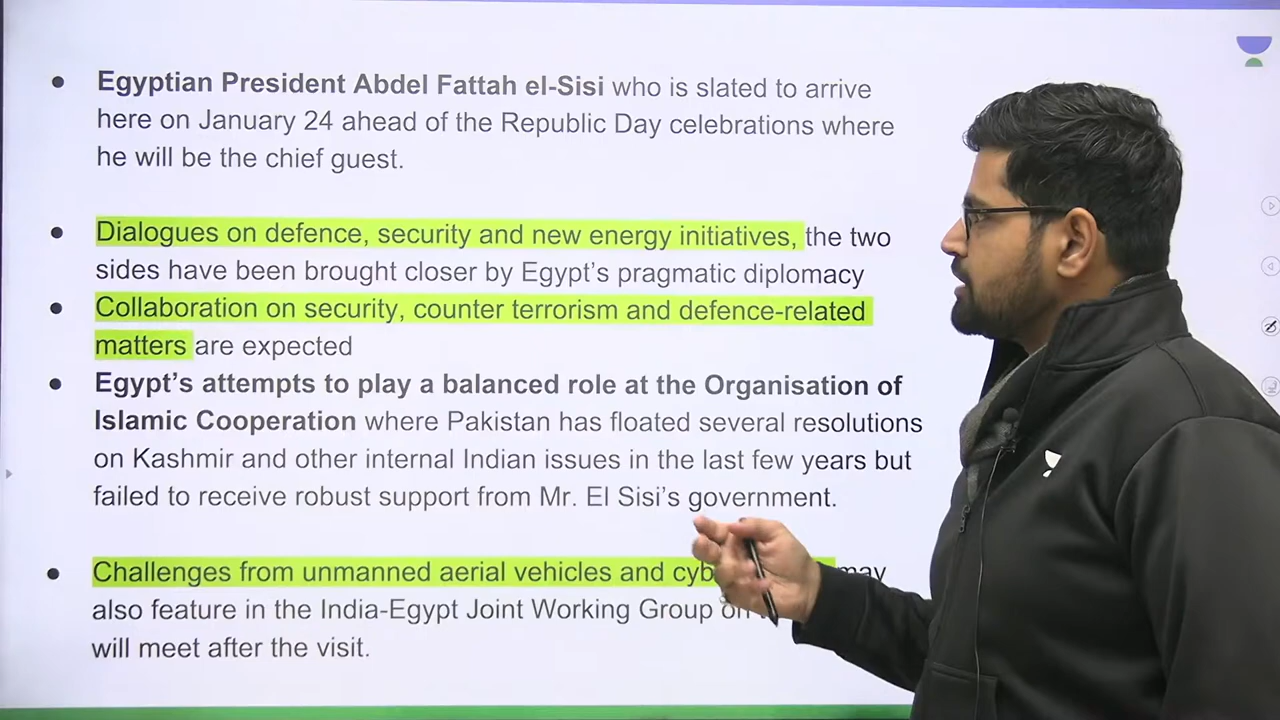 Egyptian President Abdel Fattah el-Sisi who is slated to arrive
here on January 24 ahead of the Republic Day celebrations where
he will be the chief guest.
Dialogues on defence, security and new energy initiatives, the two
sides have been brought closer by Egypt's pragmatic diplomacy
Collaboration on security, counter terrorism and defence-related
matters are expected
Egypt's attempts to play a balanced role at the Organisation of
Islamic Cooperation where Pakistan has floated several resolutions
on Kashmir and other internal Indian issues in the last few years but
failed to receive robust support from Mr. El Sisi's government.
Challenges from unmanned aerial vehicles and may
also feature in the India-Egypt Joint Working Group on
will meet after the visit.